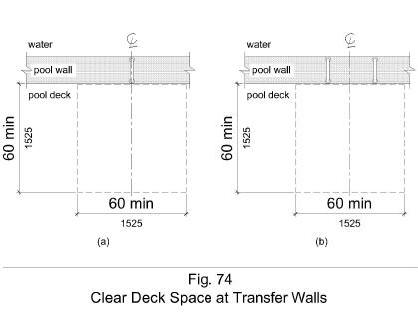 ℄
water
pool wall
pool deck
60 min
1525
60 min
1525
(a)
℄
water
pool wall
pool deck
60 min
1525
60 min
1525
(b)
Fig. 74
Clear Deck Space at Transfer Walls